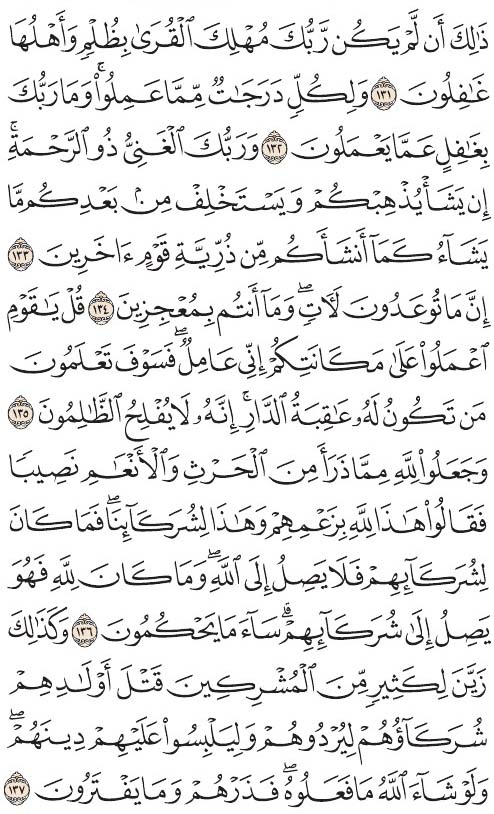 ذَٰلِكَ أَن لَّمْ يَكُن رَّبُّكَ مُهْلِكَ ٱلْقُرَىٰ بِظُلْمٍ وَأَهْلُهَا
غَـٰفِلُونَ ١٣١ وَلِكُلٍّ دَرَجَـٰتٌ مِّمَّا عَمِلُوا۟ ۚ وَمَا رَبُّكَ
بِغَـٰفِلٍ عَمَّا يَعْمَلُونَ ١٣٢ وَرَبُّكَ ٱلْغَنِىُّ ذُو ٱلرَّحْمَةِ ۚ
إِن يَشَأْ يُذْهِبْكُمْ وَيَسْتَخْلِفْ مِنۢ بَعْدِكُم مَّا
يَشَآءُ كَمَآ أَنشَأَكُم مِّن ذُرِّيَّةِ قَوْمٍ ءَاخَرِينَ ١٣٣
إِنَّ مَا تُوعَدُونَ لَـَٔاتٍ ۖ وَمَآ أَنتُم بِمُعْجِزِينَ ١٣٤ قُلْ يَـٰقَوْمِ
ٱعْمَلُوا۟ عَلَىٰ مَكَانَتِكُمْ إِنِّى عَامِلٌ ۖ فَسَوْفَ تَعْلَمُونَ
مَن تَكُونُ لَهُۥ عَـٰقِبَةُ ٱلدَّارِ ۗ إِنَّهُۥ لَا يُفْلِحُ ٱلظَّـٰلِمُونَ ١٣٥
وَجَعَلُوا۟ لِلَّهِ مِمَّا ذَرَأَ مِنَ ٱلْحَرْثِ وَٱلْأَنْعَـٰمِ نَصِيبًا
فَقَالُوا۟ هَـٰذَا لِلَّهِ بِزَعْمِهِمْ وَهَـٰذَا لِشُرَكَآئِنَا ۖ فَمَا كَانَ
لِشُرَكَآئِهِمْ فَلَا يَصِلُ إِلَى ٱللَّهِ ۖ وَمَا كَانَ لِلَّهِ فَهُوَ
يَصِلُ إِلَىٰ شُرَكَآئِهِمْ ۗ سَآءَ مَا يَحْكُمُونَ ١٣٦ وَكَذَٰلِكَ
زَيَّنَ لِكَثِيرٍ مِّنَ ٱلْمُشْرِكِينَ قَتْلَ أَوْلَـٰدِهِمْ
شُرَكَآؤُهُمْ لِيُرْدُوهُمْ وَلِيَلْبِسُوا۟ عَلَيْهِمْ دِينَهُمْ ۖ
وَلَوْ شَآءَ ٱللَّهُ مَا فَعَلُوهُ ۖ فَذَرْهُمْ وَمَا يَفْتَرُونَ ١٣٧